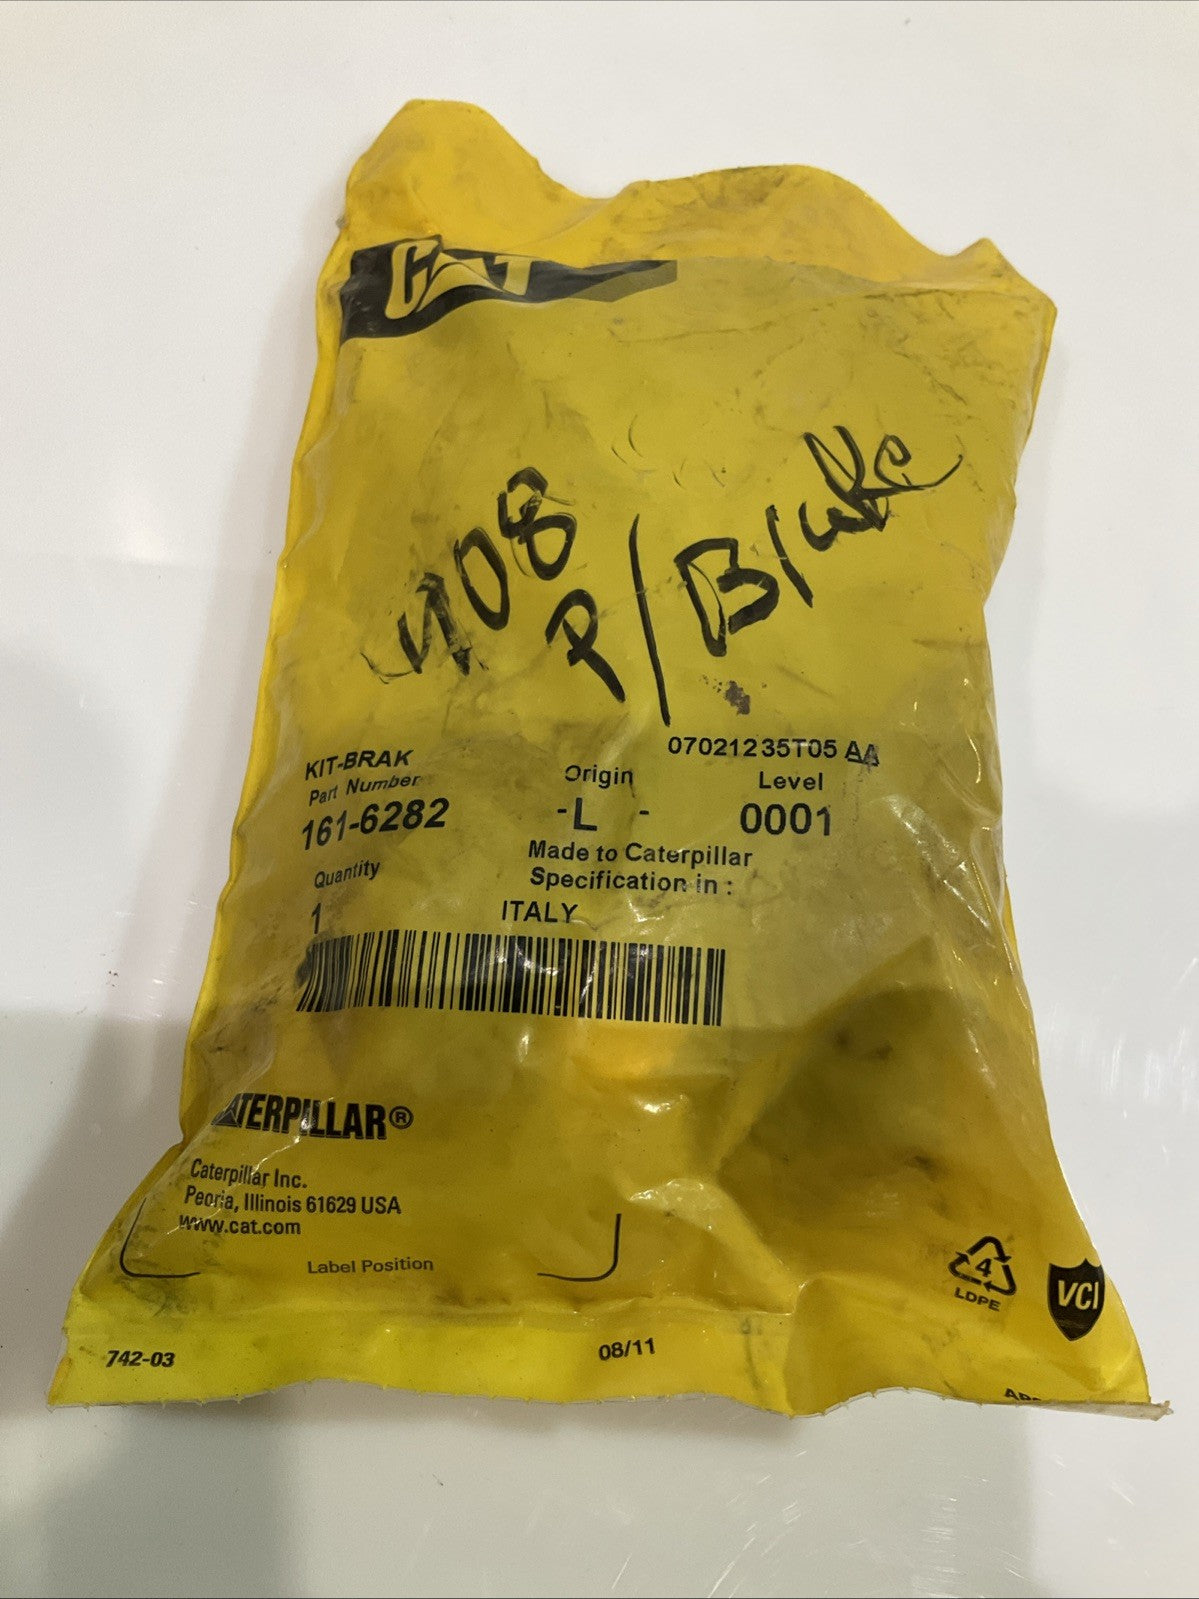 CAT
408
P/Brake
07021235T05 AA
KIT-BRAK
Part Number
161-6282
Origin
-L -
Level
0001
Made to Caterpillar
Specification in :
ITALY
Quantity
1
CATERPILLAR®
Caterpillar Inc.
Peoria, Illinois 61629 USA
www.cat.com
Label Position
4
LDPE
VCI
742-03
08/11